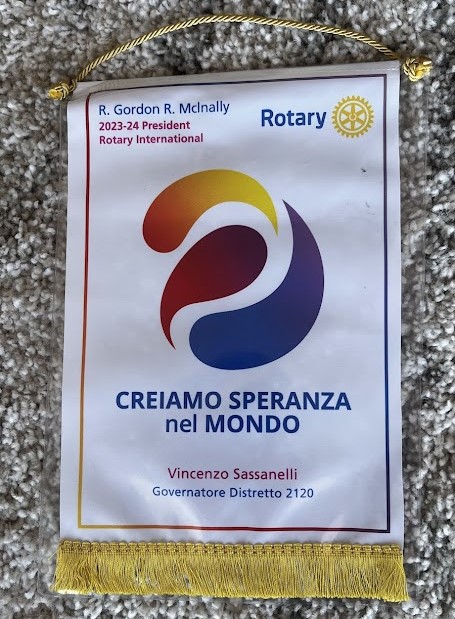 R. Gordon R. McInally
2023-24 President
Rotary International
Rotary
CREIAMO SPERANZA
nel MONDO
Vincenzo Sassanelli
Governatore Distretto 2120